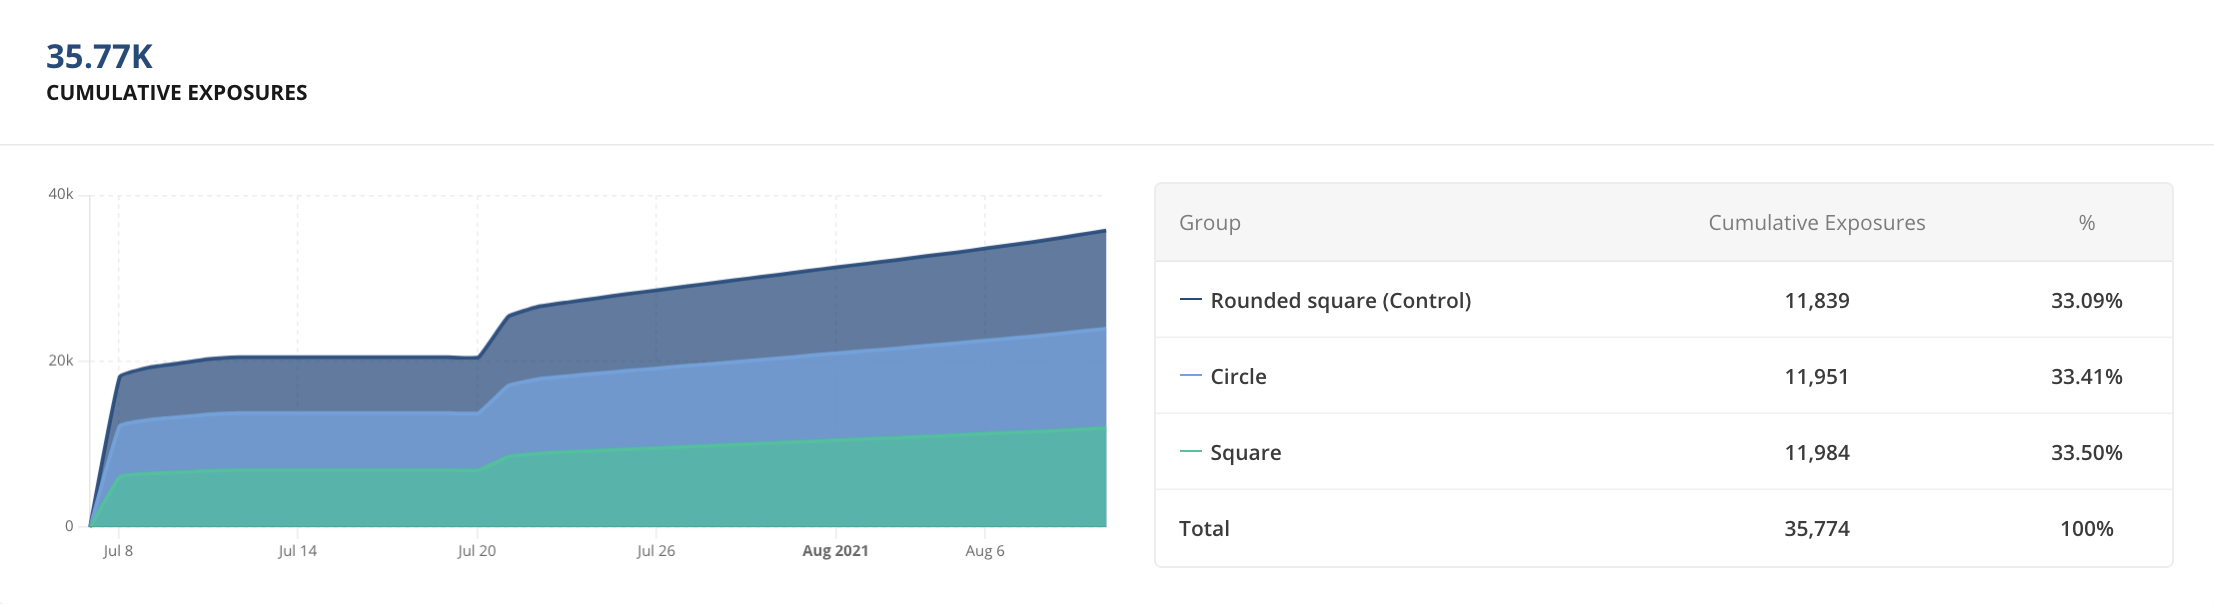 35.77K
CUMULATIVE EXPOSURES
40k
20k
0
Jul 8 Jul 14 Jul 20 Jul 26 Aug 2021 Aug 6
Group Cumulative Exposures %
Rounded square (Control) 11,839 33.09%
Circle 11,951 33.41%
Square 11,984 33.50%
Total 35,774 100%